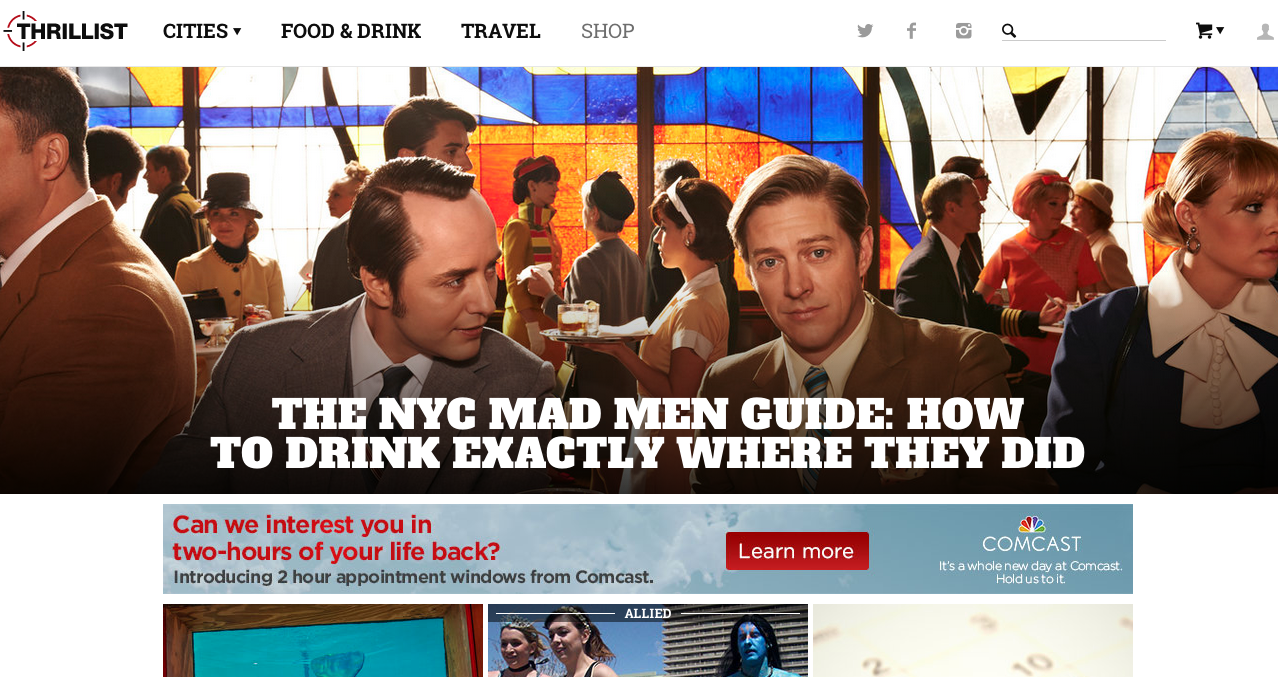 THRILLIST
CITIES
FOOD & DRINK
TRAVEL
SHOP
THE NYC MAD MEN GUIDE: HOW
TO DRINK EXACTLY WHERE THEY DID
Can we interest you in
two-hours of your life back?
Introducing 2 hour appointment windows from Comcast.
Learn more
COMCAST
It's a whole new day at Comcast.
Hold us to it.
ALLIED
2
10